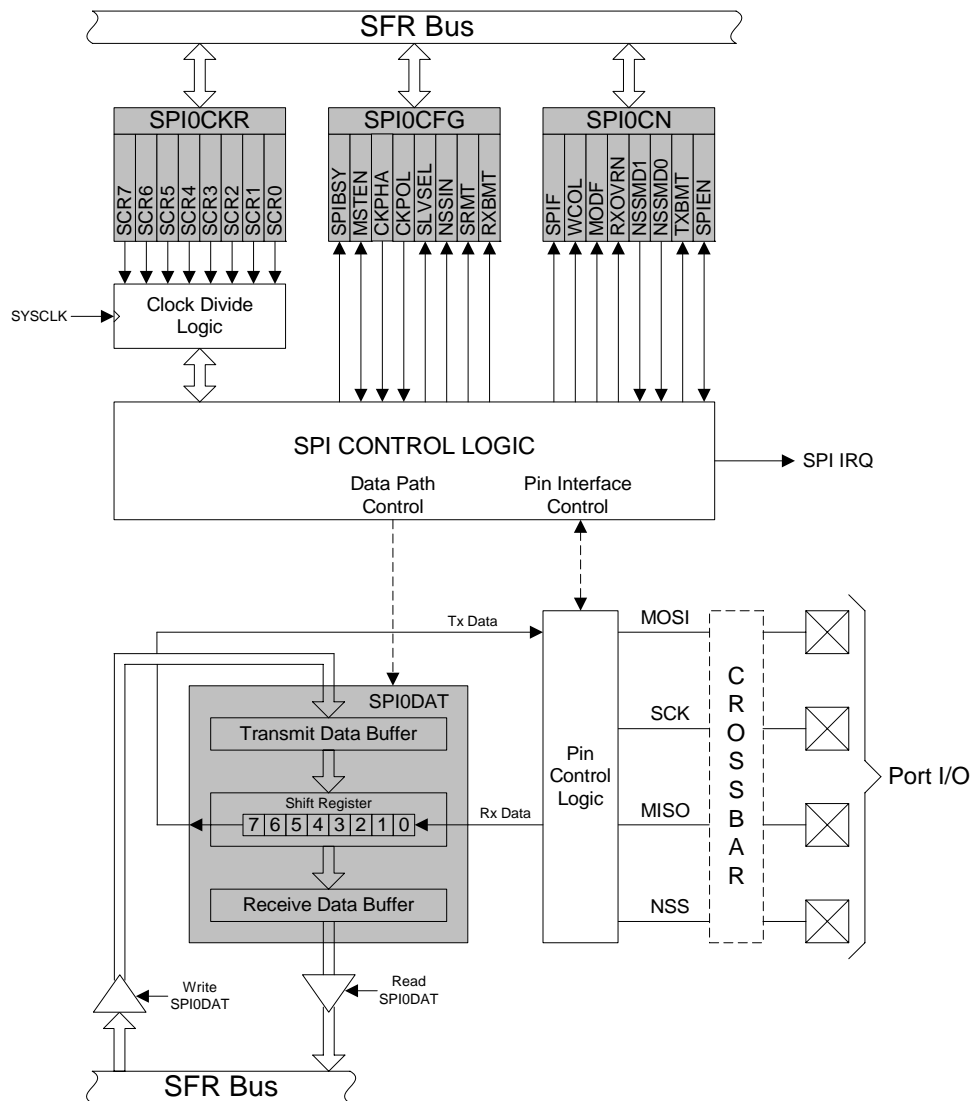 SFR Bus
SPI0CKR
SPI0CFG
SPI0CN
SCR7
SCR6
SCR5
SCR4
SCR3
SCR2
SCR1
SCR0
SPIBSY
MSTEN
CKPHA
CKPOL
SLVSEL
NSSIN
SRMT
RXBMT
SPIF
WCOL
MODF
RXOVRN
NSSMD1
NSSMD0
TXBMT
SPIEN
SYSCLK
Clock Divide
Logic
SPI CONTROL LOGIC
SPI IRQ
Data Path
Control
Pin Interface
Control
Tx Data
MOSI
SPI0DAT
Transmit Data Buffer
SCK
Shift Register
7 6 5 4 3 2 1 0
Rx Data
Pin
Control
Logic
MISO
CROSSBAR
Port I/O
Receive Data Buffer
NSS
Write
SPI0DAT
Read
SPI0DAT
SFR Bus